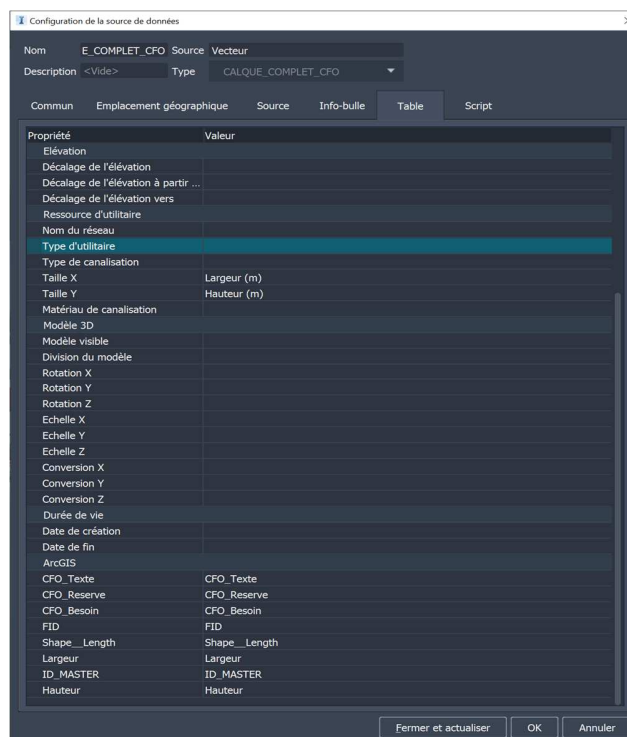 Configuration de la source de données
Nom E_COMPLET_CFO Source Vecteur
Description <Vide> Type CALQUE_COMPLET_CFO
Commun Emplacement géographique Source Info-bulle Table Script
Propriété Valeur
Elévation
Décalage de l'élévation
Décalage de l'élévation à partir ...
Décalage de l'élévation vers
Ressource d'utilitaire
Nom du réseau
Type d'utilitaire
Type de canalisation
Taille X Largeur (m)
Taille Y Hauteur (m)
Matériau de canalisation
Modèle 3D
Modèle visible
Division du modèle
Rotation X
Rotation Y
Rotation Z
Echelle X
Echelle Y
Echelle Z
Conversion X
Conversion Y
Conversion Z
Durée de vie
Date de création
Date de fin
ArcGIS
CFO_Texte CFO_Texte
CFO_Reserve CFO_Reserve
CFO_Besoin CFO_Besoin
FID FID
Shape__Length Shape__Length
Largeur Largeur
ID_MASTER ID_MASTER
Hauteur Hauteur
Fermer et actualiser OK Annuler